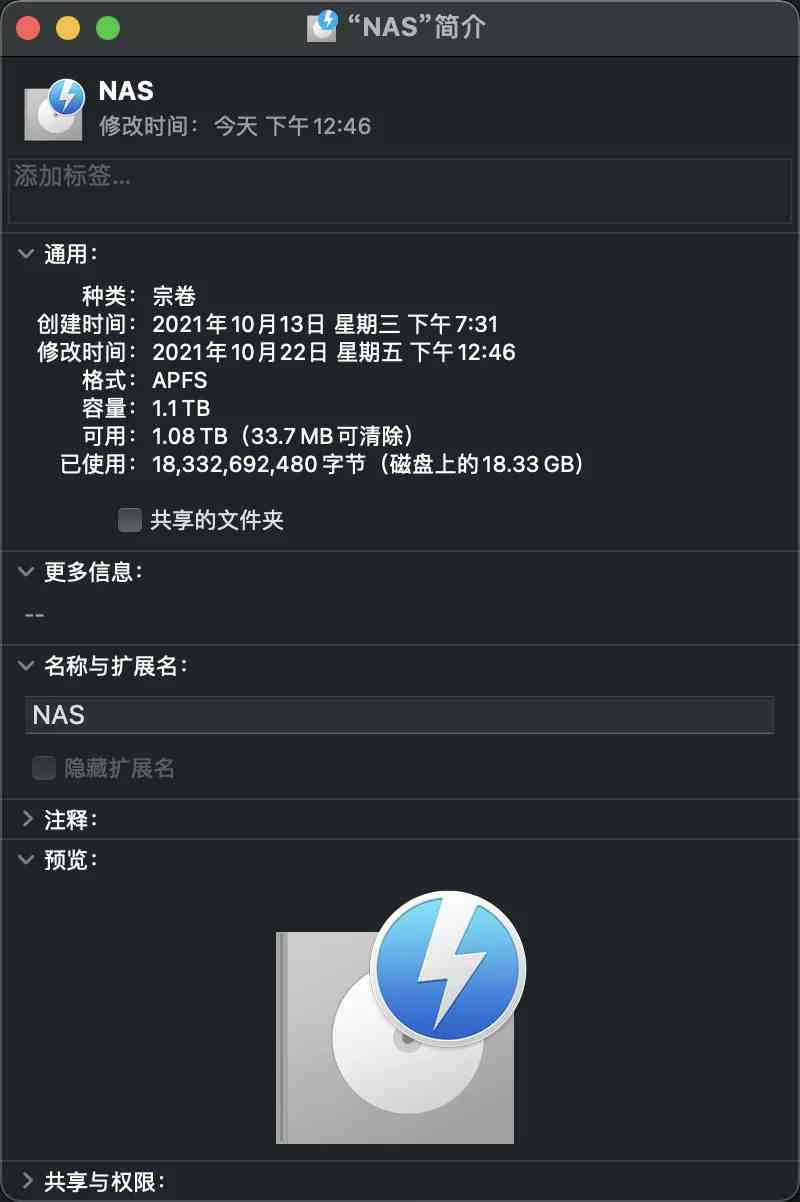 “NAS”简介
NAS
修改时间：今天 下午12:46
添加标签...
通用：
种类：宗卷
创建时间：2021年10月13日 星期三 下午7:31
修改时间：2021年10月22日 星期五 下午12:46
格式：APFS
容量：1.1 TB
可用：1.08 TB（33.7 MB可清除）
已使用：18,332,692,480 字节（磁盘上的18.33 GB）
共享的文件夹
更多信息：
--
名称与扩展名：
NAS
隐藏扩展名
注释：
预览：
共享与权限：